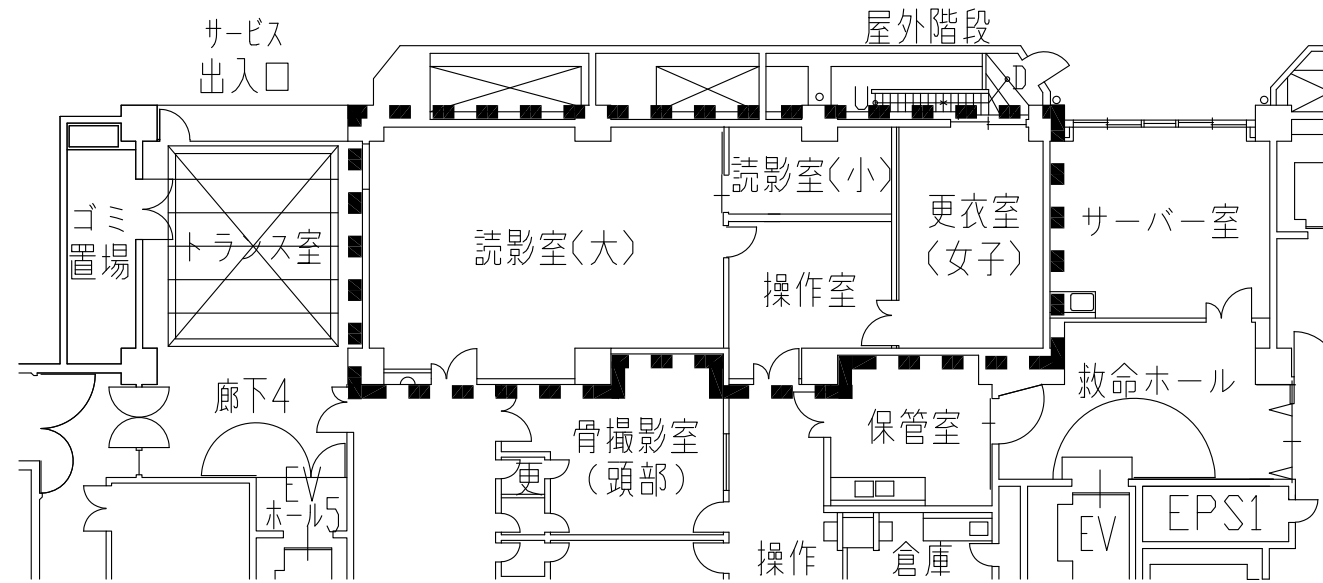 サービス
出入口
屋外階段
D
U
読影室(小)
ゴミ
置場
トランス室
読影室(大)
更衣室
(女子)
サーバー室
操作室
廊下4
救命ホール
骨撮影室
(頭部)
保管室
更
EV
ホール5
EPS1
EV
操作
倉庫